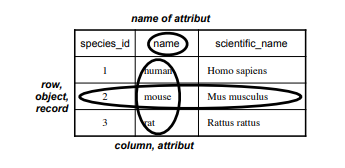 name of attribut
species_id name scientific_name
1 human Homo sapiens
row,
object,
record
2 mouse Mus musculus
3 rat Rattus rattus
column, attribut